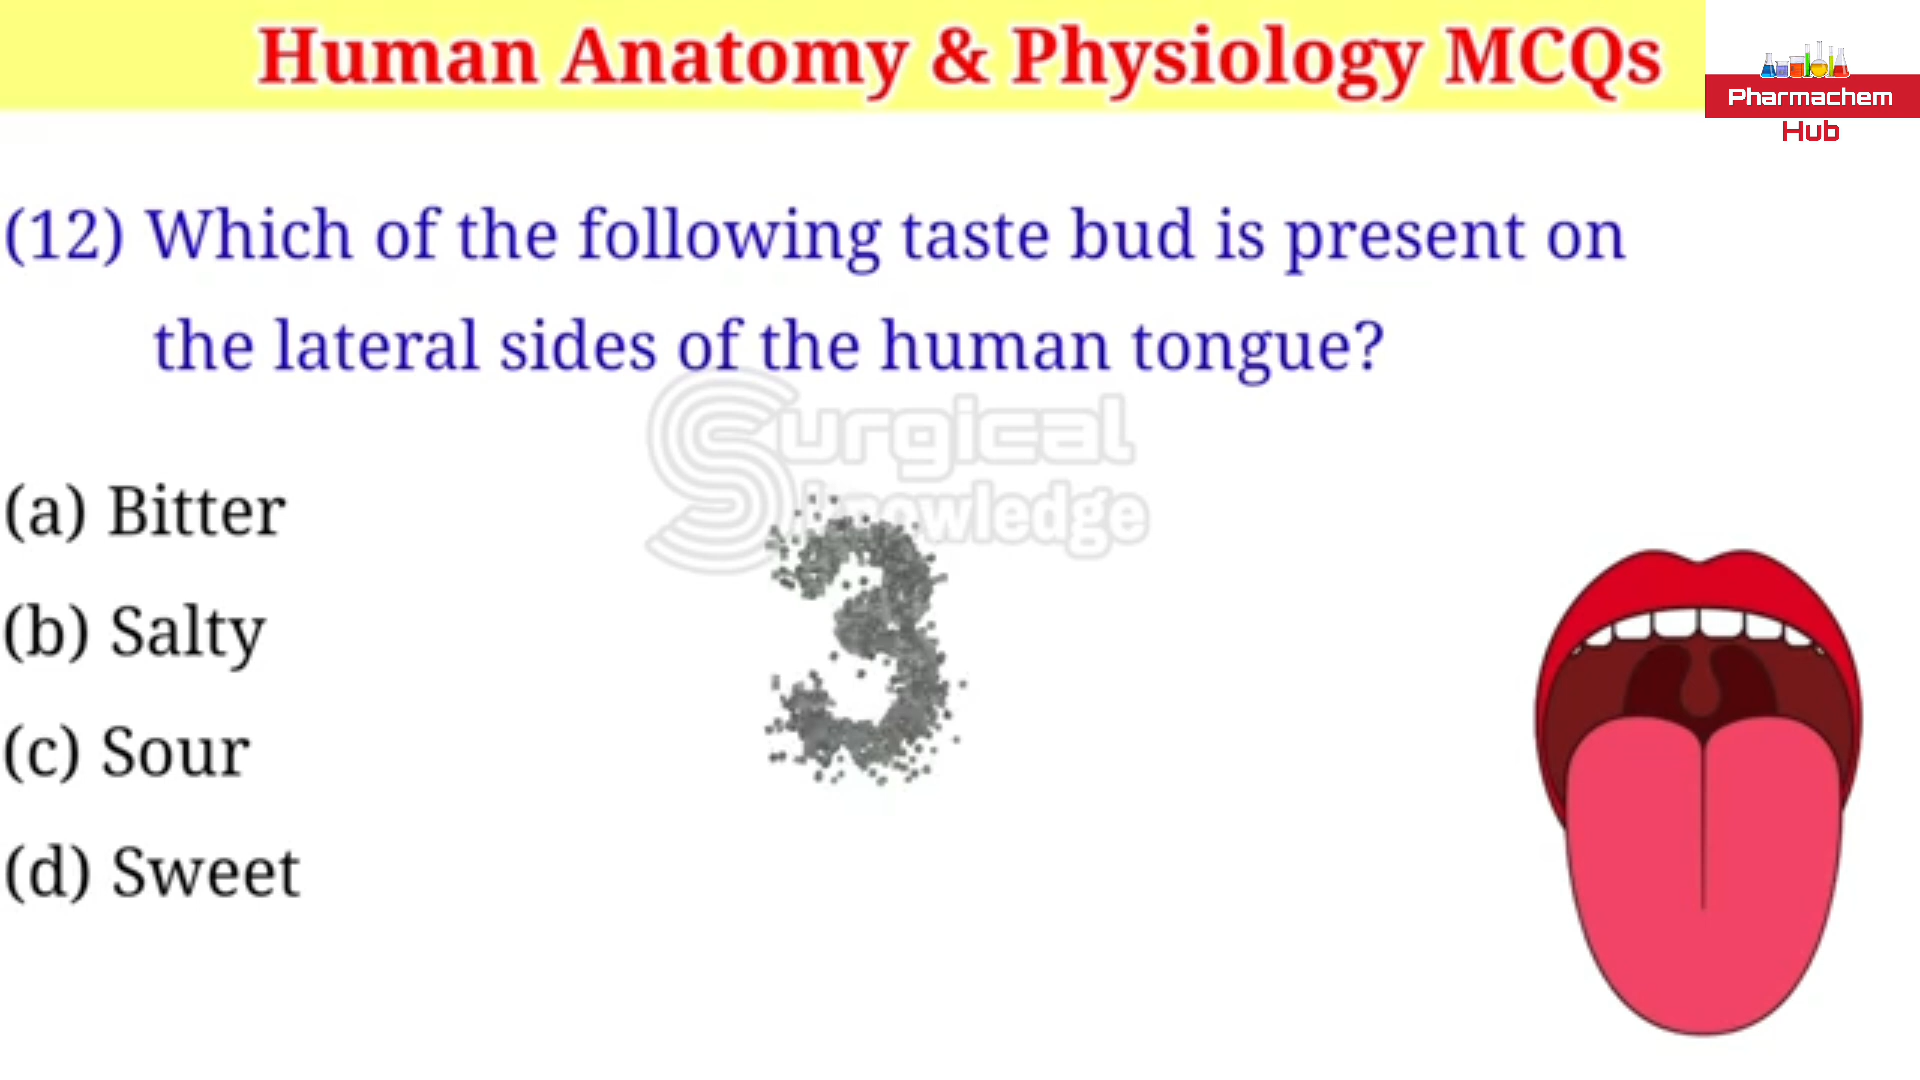 Human Anatomy & Physiology MCQs
Pharmachem
Hub
(12) Which of the following taste bud is present on
the lateral sides of the human tongue?
Surgical
knowledge
(a) Bitter
3
(b) Salty
(c) Sour
(d) Sweet